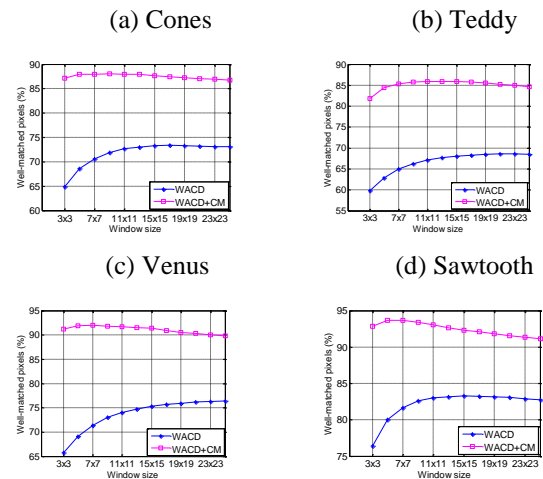 (a) Cones
(b) Teddy
90
85
80
75
70
65
60
Well-matched pixels (%)
3x3 7x7 11x11 15x15 19x19 23x23
Window size
WACD
WACD+CM
90
85
80
75
70
65
60
55
Well-matched pixels (%)
3x3 7x7 11x11 15x15 19x19 23x23
Window size
WACD
WACD+CM
(c) Venus
(d) Sawtooth
95
90
85
80
75
70
65
Well-matched pixels (%)
3x3 7x7 11x11 15x15 19x19 23x23
Window size
WACD
WACD+CM
95
90
85
80
75
Well-matched pixels (%)
3x3 7x7 11x11 15x15 19x19 23x23
Window size
WACD
WACD+CM